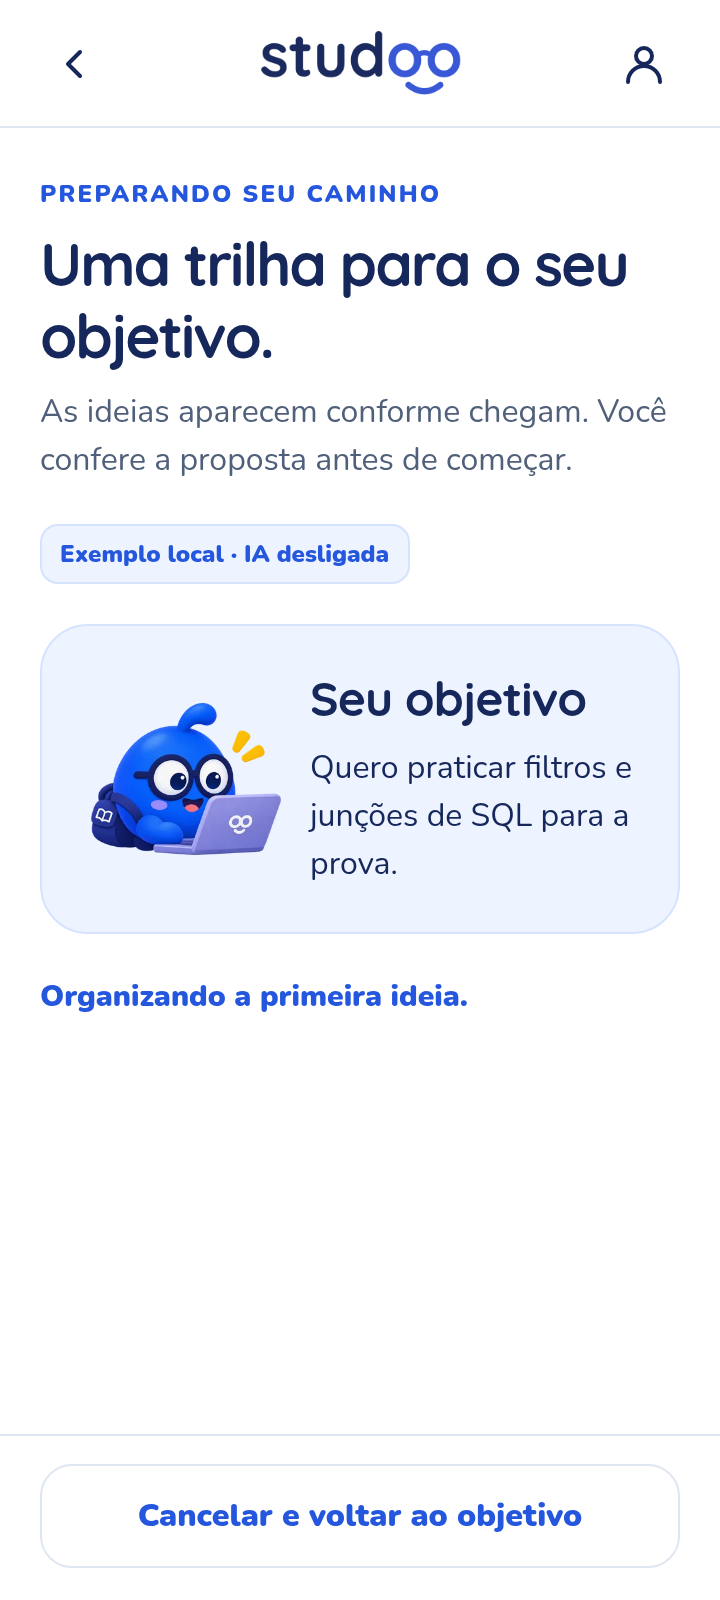 studoo
PREPARANDO SEU CAMINHO
Uma trilha para o seu
objetivo.
As ideias aparecem conforme chegam. Você
confere a proposta antes de começar.
Exemplo local · IA desligada
Seu objetivo
Quero praticar filtros e
junções de SQL para a
prova.
Organizando a primeira ideia.
Cancelar e voltar ao objetivo